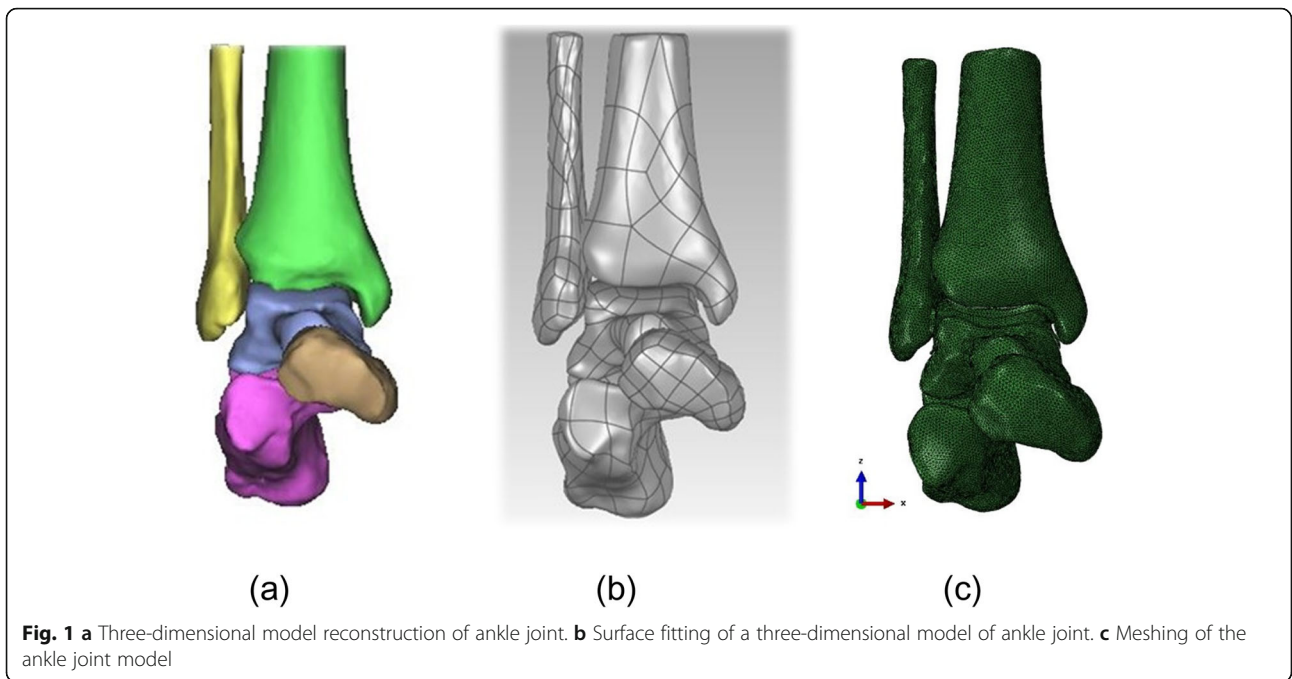 z
x
(a) (b) (c)
Fig. 1 a Three-dimensional model reconstruction of ankle joint. b Surface fitting of a three-dimensional model of ankle joint. c Meshing of the
ankle joint model